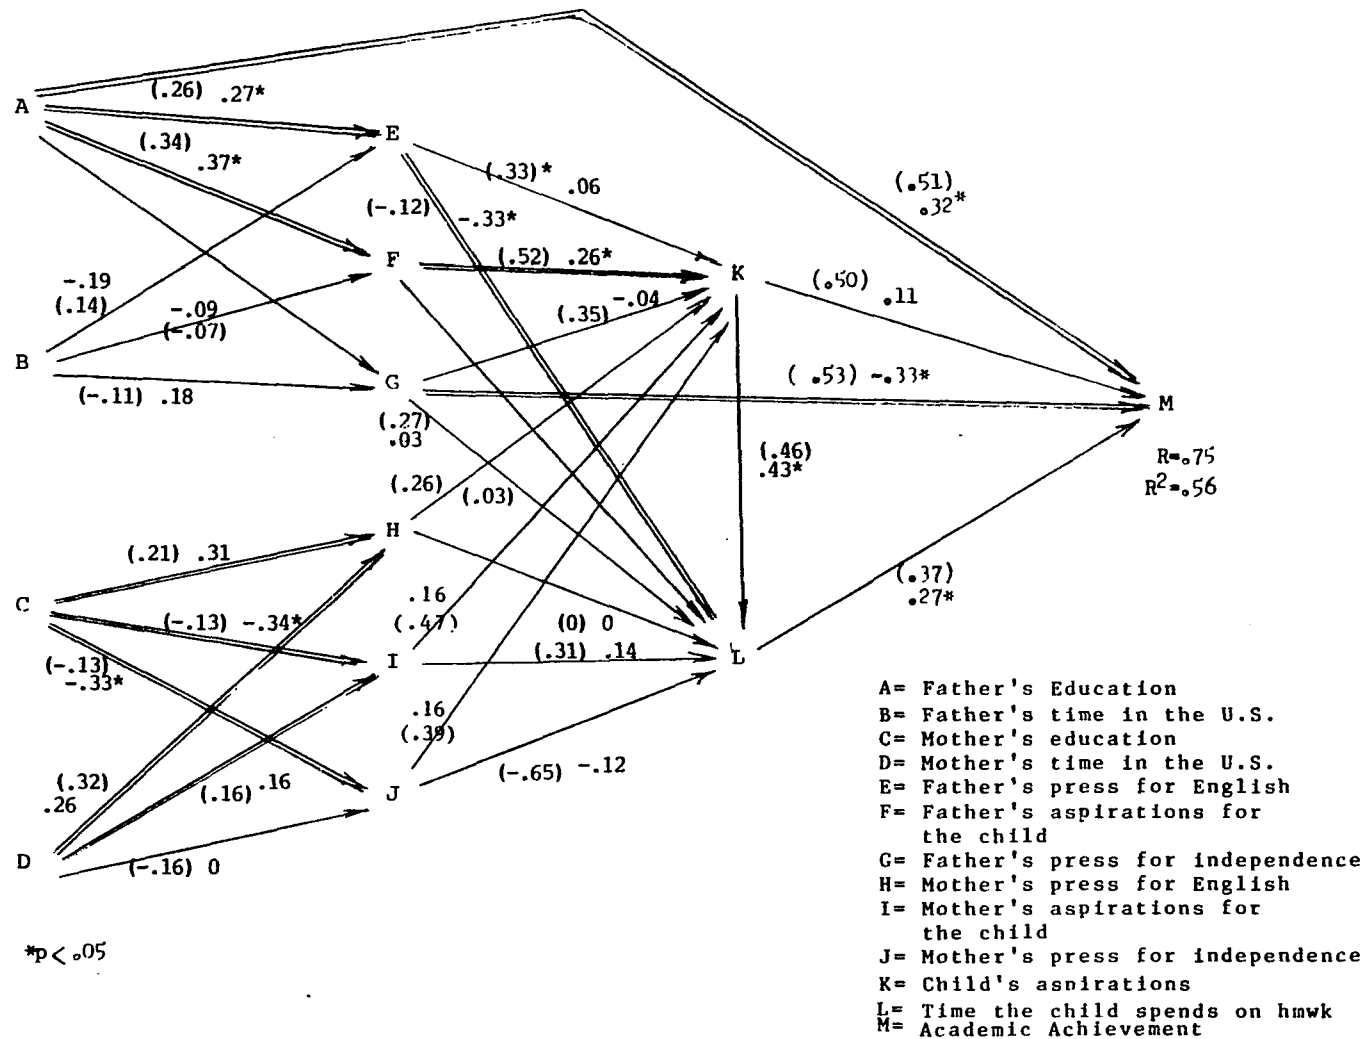 (.26) .27*
A
(.34)
.37*
E
(.33)*
.06
(.51)
.32*
(-.12)
-.33*
F
(.52) .26*
K
-.19
(.14)
-.09
(-.07)
(.35)
-.04
(.50)
.11
B
(-.11) .18
G
(.53) -.33*
M
(.27)
.03
(.46)
.43*
R=.75
R²=.56
(.26)
(.03)
H
(.21) .31
(.37)
.27*
C
.16
(.47)
(-.13) -.34*
(0) 0
(.31) .14
L
(-.13)
-.33*
I
.16
(.39)
(.32)
.26
(.16) .16
J
(-.65) -.12
D
(-.16) 0
*p<.05
A= Father's Education
B= Father's time in the U.S.
C= Mother's education
D= Mother's time in the U.S.
E= Father's press for English
F= Father's aspirations for
the child
G= Father's press for independence
H= Mother's press for English
I= Mother's aspirations for
the child
J= Mother's press for independence
K= Child's aspirations
L= Time the child spends on hmwk
M= Academic Achievement